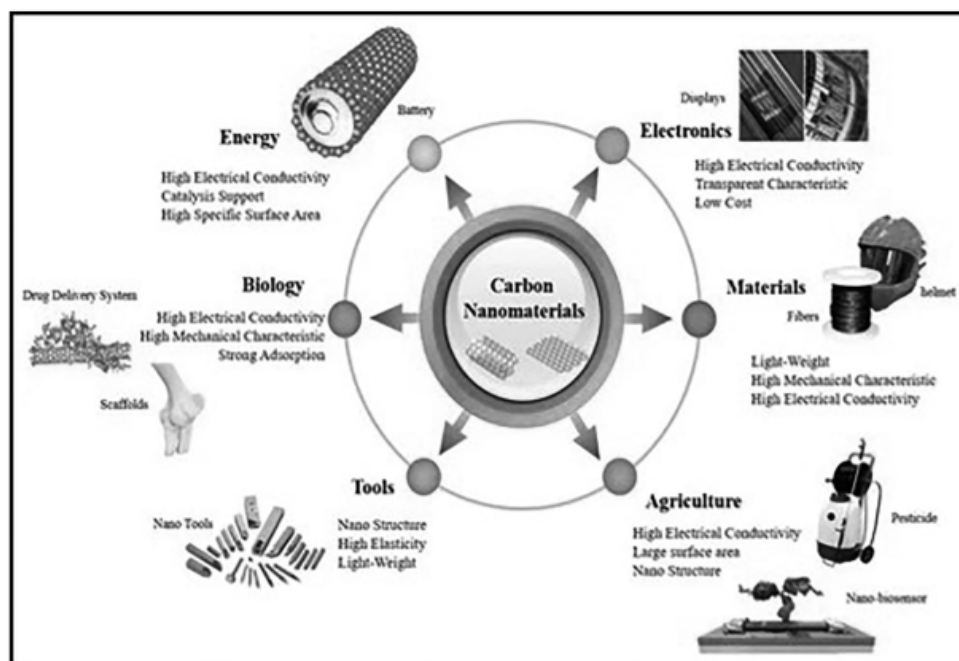 Battery
Energy
High Electrical Conductivity
Catalysis Support
High Specific Surface Area
Displays
Electronics
High Electrical Conductivity
Transparent Characteristic
Low Cost
Carbon
Nanomaterials
Biology
High Electrical Conductivity
High Mechanical Characteristic
Strong Adsorption
Drug Delivery System
Scaffolds
Materials
Fibers
helmet
Light-Weight
High Mechanical Characteristic
High Electrical Conductivity
Tools
Nano Structure
High Elasticity
Light-Weight
Nano Tools
Agriculture
High Electrical Conductivity
Large surface area
Nano Structure
Pesticide
Nano-biosensor